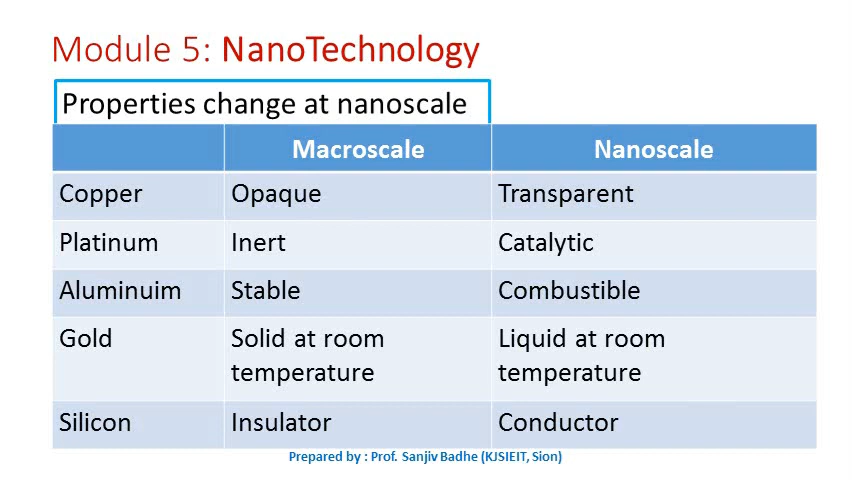 Module 5: NanoTechnology
Properties change at nanoscale
Macroscale Nanoscale
Copper Opaque Transparent
Platinum Inert Catalytic
Aluminuim Stable Combustible
Gold Solid at room Liquid at room
temperature temperature
Silicon Insulator Conductor
Prepared by : Prof. Sanjiv Badhe (KJSIEIT, Sion)